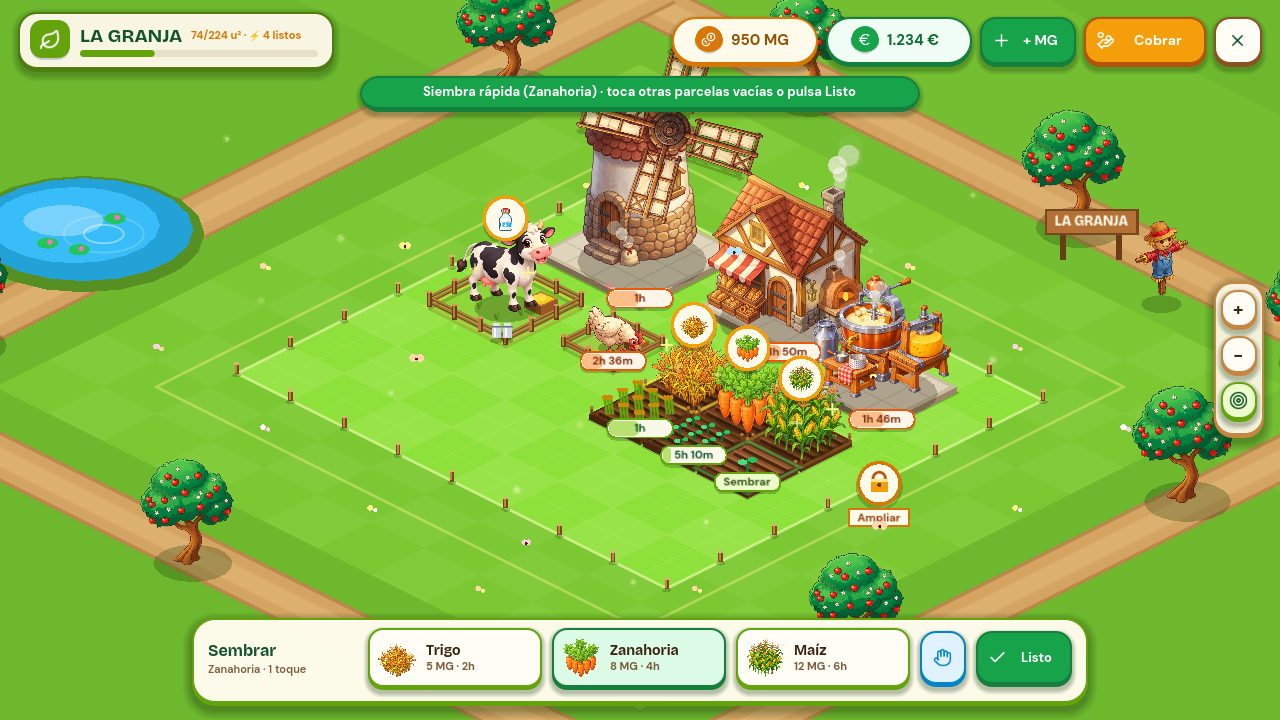 LA GRANJA 74/224 u² · ⚡ 4 listos
950 MG
1.234 €
+ MG
Cobrar
Siembra rápida (Zanahoria) · toca otras parcelas vacías o pulsa Listo
LA GRANJA
1h
2h 36m
1h 50m
1h 46m
1h
5h 10m
Sembrar
Ampliar
+
-
Sembrar
Zanahoria · 1 toque
Trigo
5 MG · 2h
Zanahoria
8 MG · 4h
Maíz
12 MG · 6h
Listo